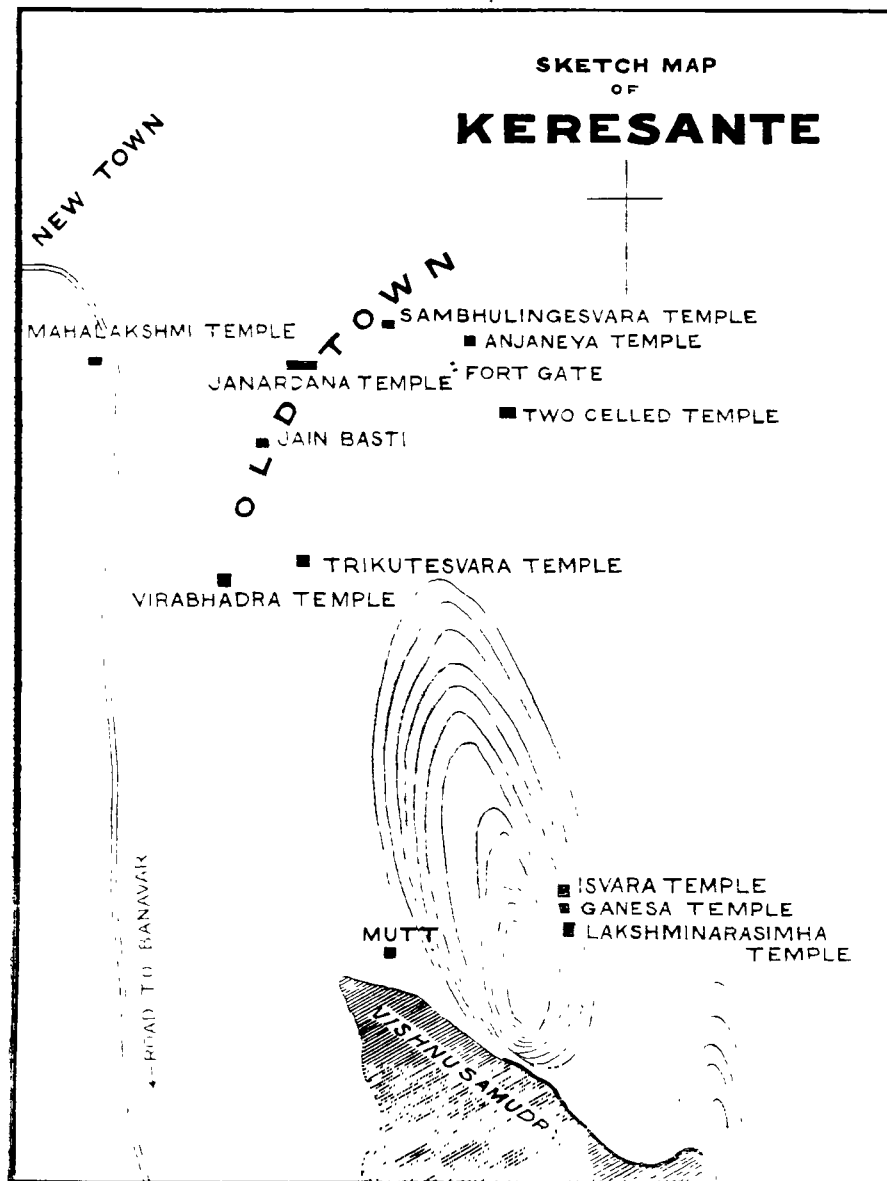 SKETCH MAP
OF
KERESANTE
NEW TOWN
OLD TOWN
SAMBHULINGESVARA TEMPLE
MAHALAKSHMI TEMPLE
ANJANEYA TEMPLE
JANARDANA TEMPLE
FORT GATE
TWO CELLED TEMPLE
JAIN BASTI
TRIKUTESVARA TEMPLE
VIRABHADRA TEMPLE
ROAD TO BANAVAR
ISVARA TEMPLE
GANESA TEMPLE
LAKSHMINARASIMHA
TEMPLE
MUTT
VISHNUSAMUDR